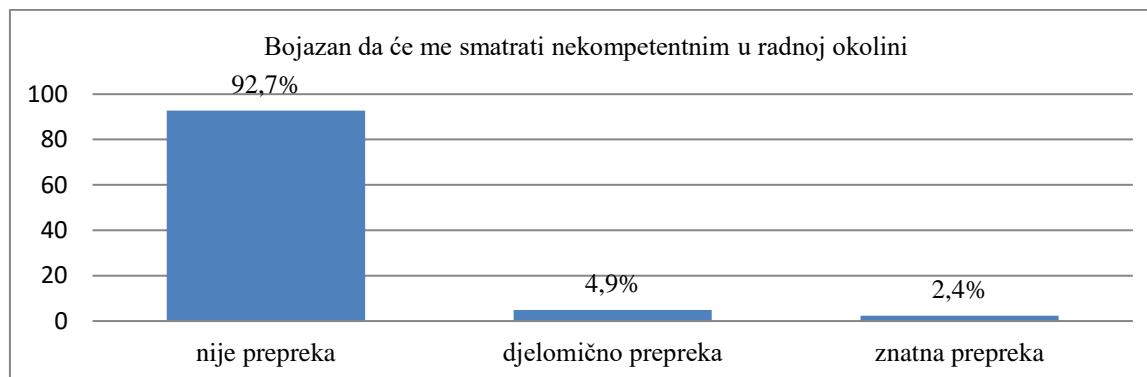 Bojazan da će me smatrati nekompetentnim u radnoj okolini
92,7%
100
80
60
40
20
0
4,9%
2,4%
nije prepreka
djelomično prepreka
znatna prepreka